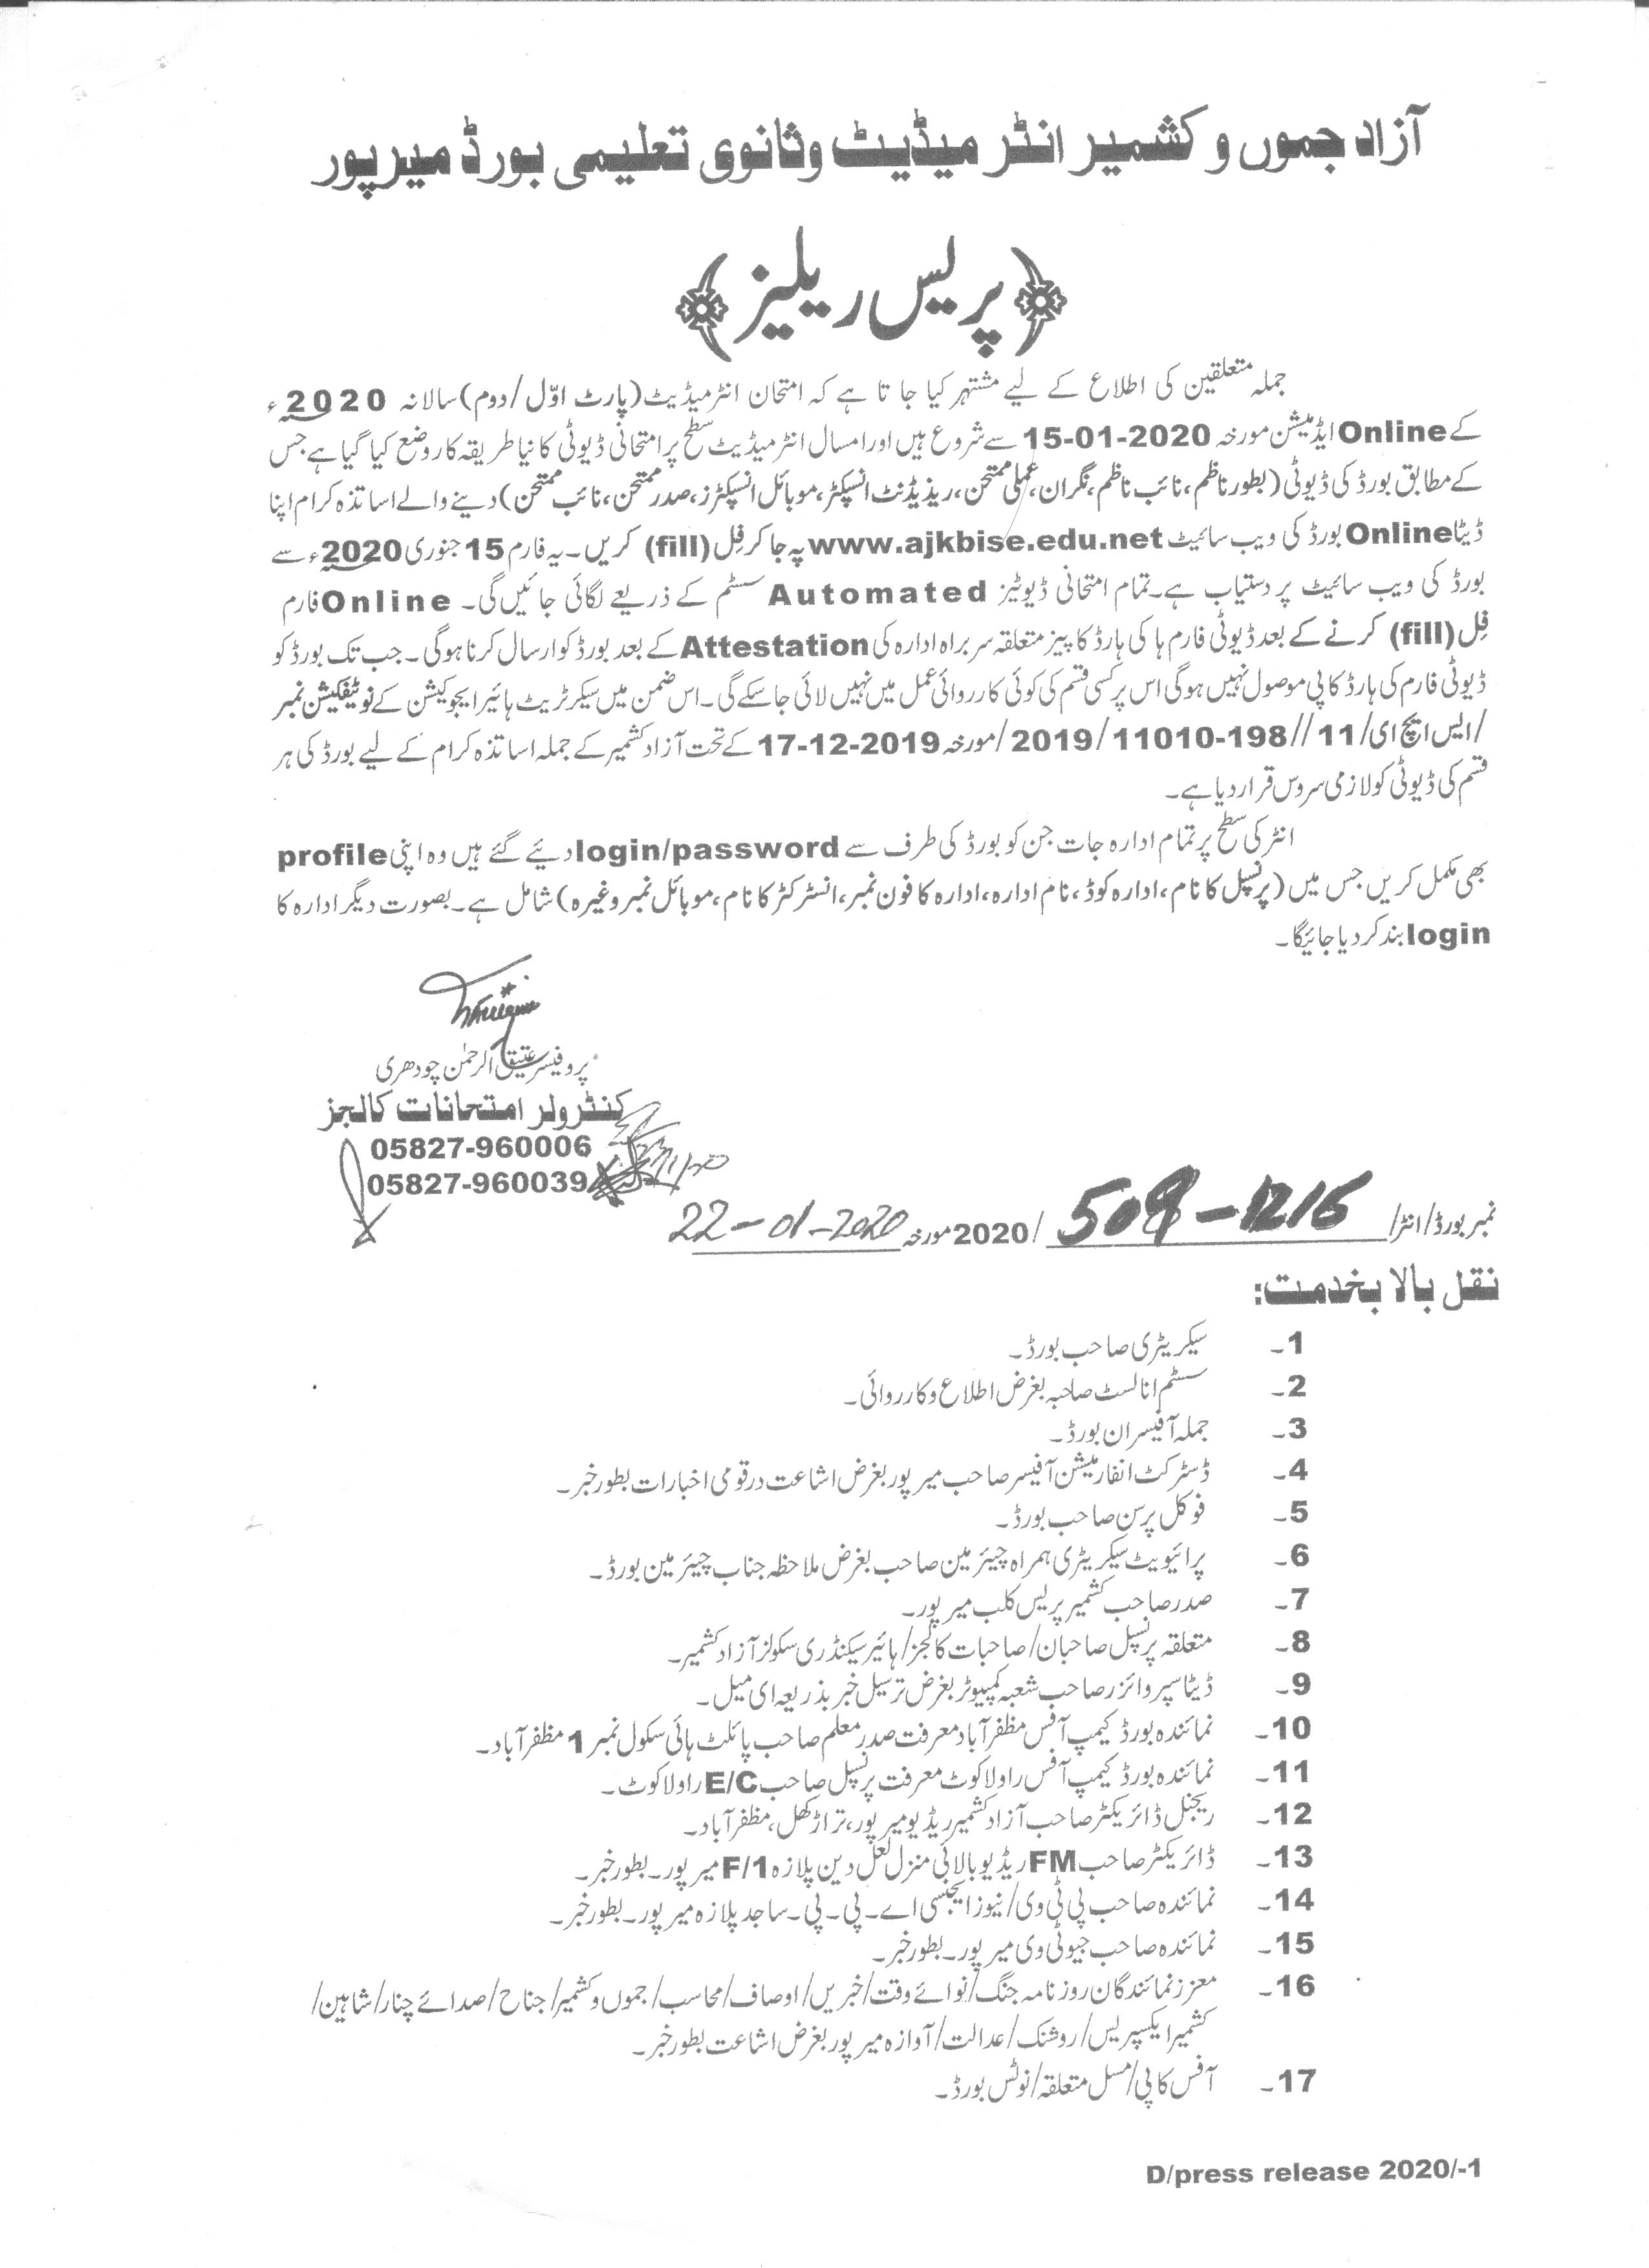 آزاد جموں و کشمیر انٹر میڈیٹ وثانوی تعلیمی بورڈ میرپور
﴿پریس ریلیز﴾
جملہ متعلقین کی اطلاع کے لیے مشتہر کیا جاتا ہے کہ امتحان انٹرمیڈیٹ (پارٹ اوّل/دوم) سالانہ 2020ء
کے Online ایڈمیشن مورخہ 15-01-2020 سے شروع ہیں اور امسال انٹرمیڈیٹ سطح پر امتحانی ڈیوٹی کا نیا طریقہ کار وضع کیا گیا ہے جس
کے مطابق بورڈ کی ڈیوٹی (بطور ناظم، نائب ناظم، نگران، عملی ممتحن، ریذیڈنٹ انسپکٹر، موبائل انسپکٹرز، صدر ممتحن، نائب ممتحن) دینے والے اساتذہ کرام اپنا
ڈیٹا Online بورڈ کی ویب سائیٹ www.ajkbise.edu.net پہ جا کر فِل (fill) کریں۔ یہ فارم 15 جنوری 2020ء سے
بورڈ کی ویب سائیٹ پر دستیاب ہے۔ تمام امتحانی ڈیوٹیز Automated سسٹم کے ذریعے لگائی جائیں گی۔ Online فارم
فِل (fill) کرنے کے بعد ڈیوٹی فارم ہا کی ہارڈ کاپیز متعلقہ سربراہ ادارہ کی Attestation کے بعد بورڈ کو ارسال کرنا ہوگی۔ جب تک بورڈ کو
ڈیوٹی فارم کی ہارڈ کاپی موصول نہیں ہوگی اس پر کسی قسم کی کوئی کارروائی عمل میں نہیں لائی جا سکے گی۔ اس ضمن میں سیکرٹریٹ ہائیر ایجوکیشن کے نوٹیفکیشن نمبر
/ایس ایچ ای/11//11010-198/2019/ مورخہ 17-12-2019 کے تحت آزاد کشمیر کے جملہ اساتذہ کرام کے لیے بورڈ کی ہر
قسم کی ڈیوٹی کو لازمی سروس قرار دیا ہے۔
انٹر کی سطح پر تمام ادارہ جات جن کو بورڈ کی طرف سے login/password دیئے گئے ہیں وہ اپنی profile
بھی مکمل کریں جس میں (پرنسپل کا نام، ادارہ کوڈ، نام ادارہ، ادارہ کا فون نمبر، انسٹرکٹر کا نام، موبائل نمبر وغیرہ) شامل ہے۔ بصورت دیگر ادارہ کا
login بند کر دیا جائیگا۔
پروفیسر عتیق الرحمٰن چودھری
کنٹرولر امتحانات کالجز
05827-960006
05827-960039
نمبر بورڈ/انٹر/ 509-1216 /2020 مورخہ 22-01-2020
نقل بالا بخدمت:
1۔ سیکریٹری صاحب بورڈ۔
2۔ سسٹم انالسٹ صاحبہ بغرض اطلاع و کارروائی۔
3۔ جملہ آفیسران بورڈ۔
4۔ ڈسٹرکٹ انفارمیشن آفیسر صاحب میرپور بغرض اشاعت در قومی اخبارات بطور خبر۔
5۔ فوکل پرسن صاحب بورڈ۔
6۔ پرائیویٹ سیکریٹری ہمراہ چیئرمین صاحب بغرض ملاحظہ جناب چیئرمین بورڈ۔
7۔ صدر صاحب کشمیر پریس کلب میرپور۔
8۔ متعلقہ پرنسپل صاحبان/صاحبات کالجز/ہائیر سیکنڈری سکولز آزاد کشمیر۔
9۔ ڈیٹا سپروائزر صاحب شعبہ کمپیوٹر بغرض ترسیل خبر بذریعہ ای میل۔
10۔ نمائندہ بورڈ کیمپ آفس مظفرآباد معرفت صدر معلم صاحب پائلٹ ہائی سکول نمبر 1 مظفرآباد۔
11۔ نمائندہ بورڈ کیمپ آفس راولاکوٹ معرفت پرنسپل صاحب E/C راولاکوٹ۔
12۔ ریجنل ڈائریکٹر صاحب آزاد کشمیر ریڈیو میرپور، تراڑکھل، مظفرآباد۔
13۔ ڈائریکٹر صاحب FM ریڈیو بالائی منزل لعل دین پلازہ F/1 میرپور۔ بطور خبر۔
14۔ نمائندہ صاحب پی ٹی وی/نیوز ایجنسی اے۔ پی۔ پی۔ ساجد پلازہ میرپور۔ بطور خبر۔
15۔ نمائندہ صاحب جیو ٹی وی میرپور۔ بطور خبر۔
16۔ معزز نمائندگان روزنامہ جنگ/نوائے وقت/خبریں/اوصاف/محاسب/جموں و کشمیر/جناح/صدائے چنار/شاہین/
کشمیر ایکسپریس/روشنک/عدالت/آوازہ میرپور بغرض اشاعت بطور خبر۔
17۔ آفس کاپی/مسل متعلقہ/نوٹس بورڈ۔
D/press release 2020/-1